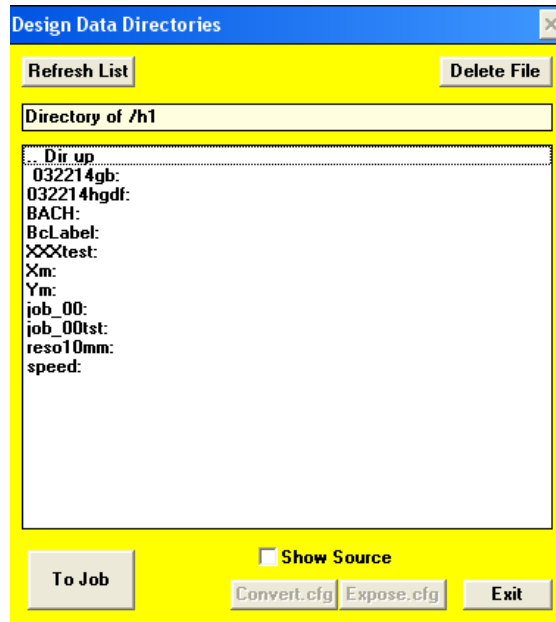 Design Data Directories
Refresh List
Delete File
Directory of /h1
.. Dir up
032214gb:
032214hgdf:
BACH:
BcLabel:
XXXtest:
Xm:
Ym:
job_00:
job_00tst:
reso10mm:
speed:
Show Source
To Job
Convert.cfg
Expose.cfg
Exit